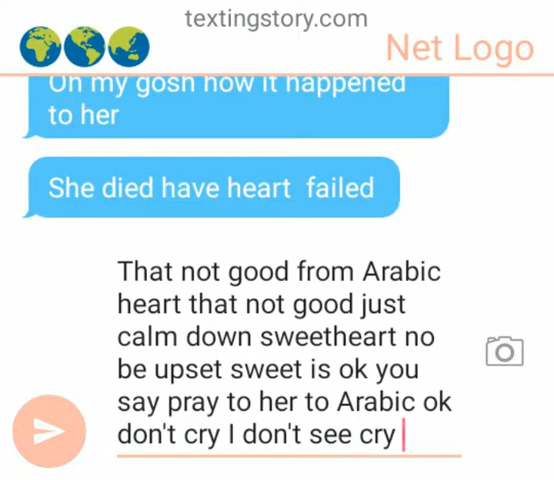 textingstory.com
Net Logo
Oh my gosh how it happened
to her
She died have heart failed
That not good from Arabic
heart that not good just
calm down sweetheart no
be upset sweet is ok you
say pray to her to Arabic ok
don't cry I don't see cry